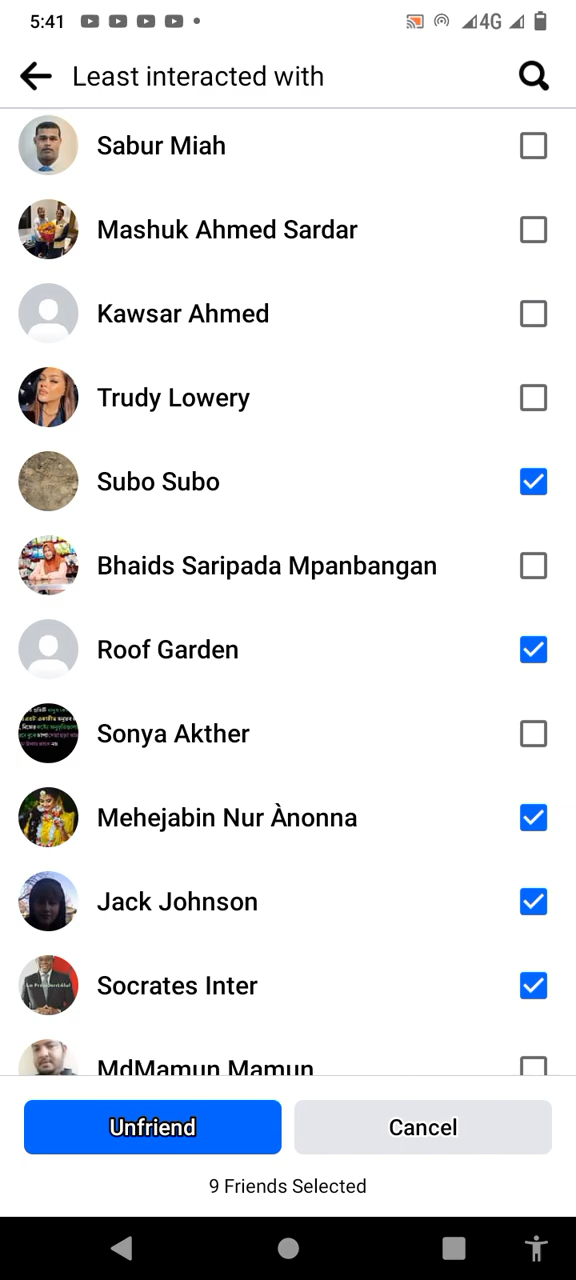 5:41
4G
Least interacted with
Sabur Miah
Mashuk Ahmed Sardar
Kawsar Ahmed
Trudy Lowery
Subo Subo
Bhaids Saripada Mpanbangan
Roof Garden
Sonya Akther
Mehejabin Nur Ànonna
Jack Johnson
Socrates Inter
MdMamun Mamun
Unfriend
Cancel
9 Friends Selected